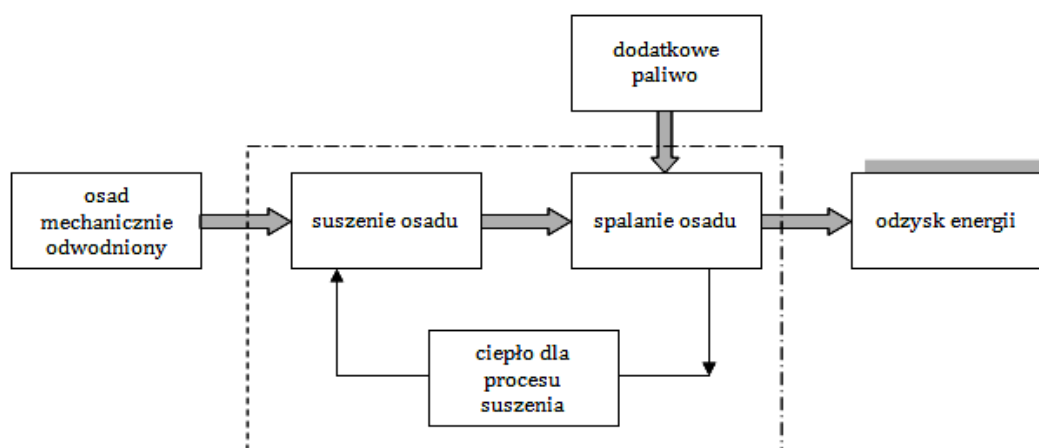 dodatkowe
paliwo
osad
mechanicznie
odwodniony
suszenie osadu
spalanie osadu
odzysk energii
ciepło dla
procesu
suszenia